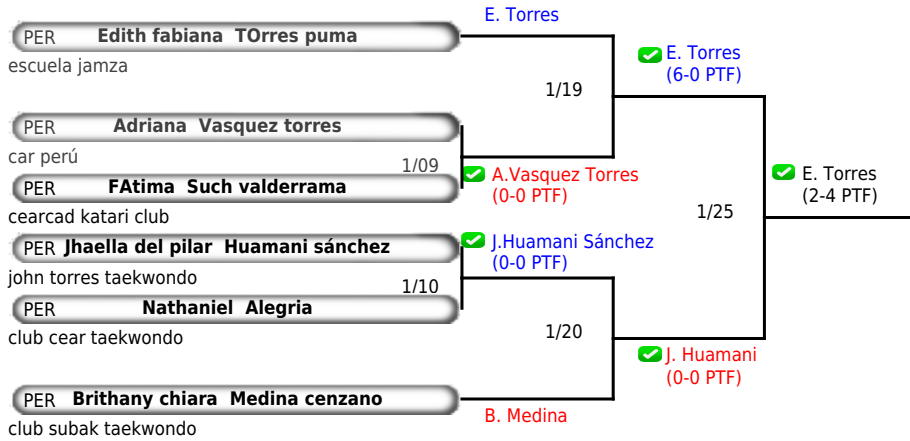 E. Torres
PER Edith fabiana TOrres puma
escuela jamza
E. Torres
(6-0 PTF)
1/19
PER Adriana Vasquez torres
car perú
1/09
A.Vasquez Torres
(0-0 PTF)
PER FAtima Such valderrama
cearcad katari club
E. Torres
(2-4 PTF)
1/25
PER Jhaella del pilar Huamani sánchez
john torres taekwondo
J.Huamani Sánchez
(0-0 PTF)
1/10
PER Nathaniel Alegria
club cear taekwondo
1/20
J. Huamani
(0-0 PTF)
PER Brithany chiara Medina cenzano
club subak taekwondo
B. Medina